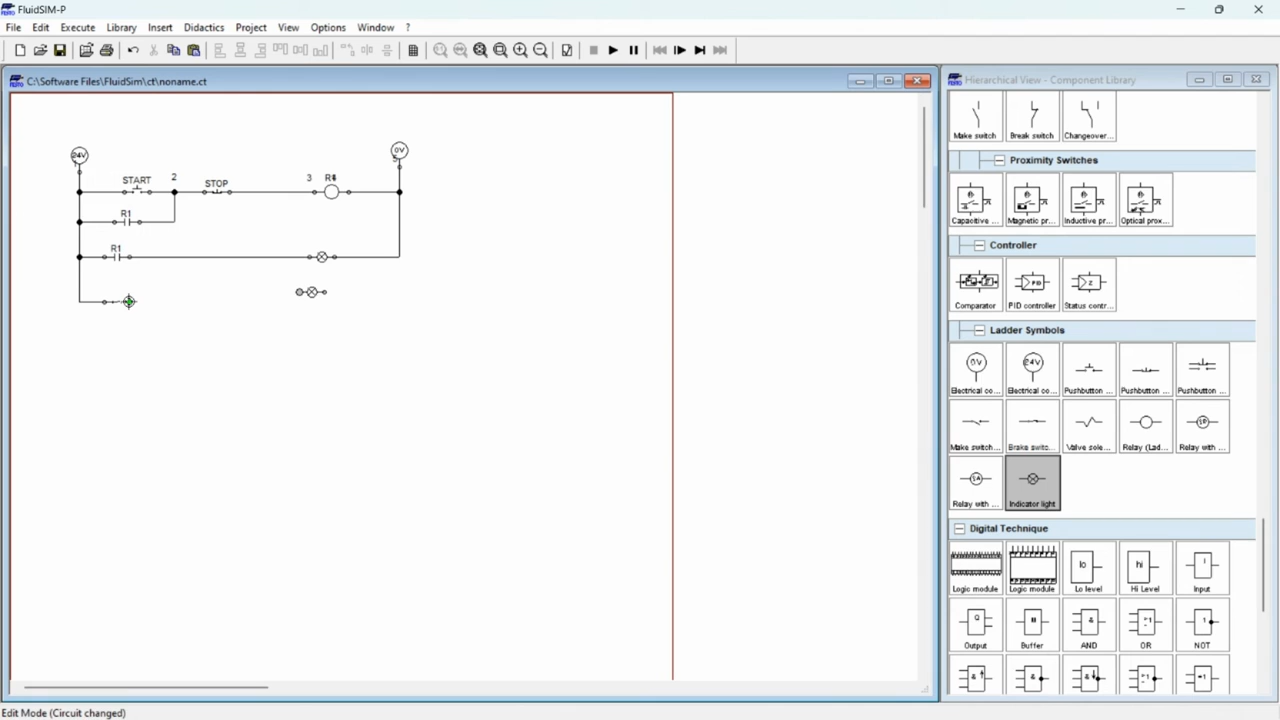 FluidSIM-P
File Edit Execute Library Insert Didactics Project View Options Window ?
C:\Software Files\FluidSim\ct\noname.ct
Hierarchical View - Component Library
Make switch Break switch Changeover...
Proximity Switches
Capacitive ... Magnetic pr... Inductive pr... Optical prox...
Controller
Comparator PID controller Status contr...
Ladder Symbols
0V 24V
Electrical co... Electrical co... Pushbutton ... Pushbutton ... Pushbutton ...
Make switch... Brake switc... Valve sole... Relay (Lad... Relay with ...
Relay with ... Indicator light
Digital Technique
lo hi
Logic module Logic module Lo level Hi Level Input
Output Buffer AND OR NOT
24V 0V
START 2 STOP 3
R1
R1
Edit Mode (Circuit changed)